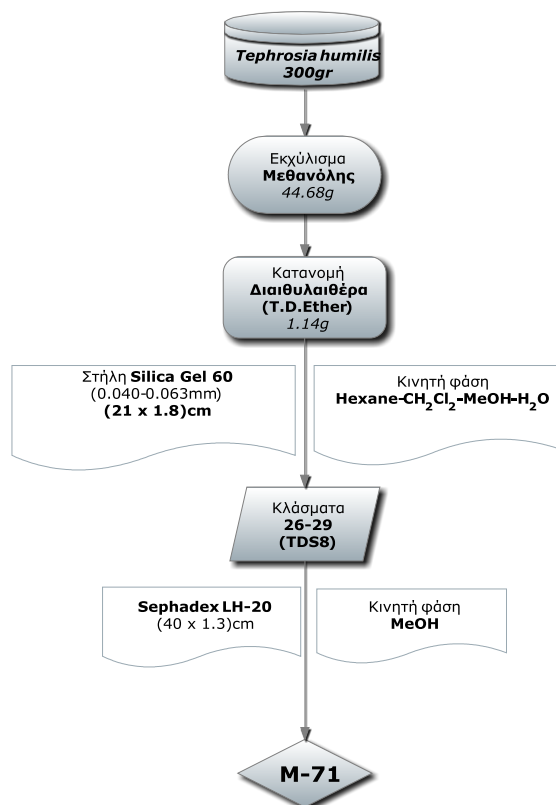 Tephrosia humilis
300gr
Εκχύλισμα
Μεθανόλης
44.68g
Κατανομή
Διαιθυλαιθέρα
(T.D.Ether)
1.14g
Στήλη Silica Gel 60
(0.040-0.063mm)
(21 x 1.8)cm
Κινητή φάση
Hexane-CH₂Cl₂-MeOH-H₂O
Κλάσματα
26-29
(TDS8)
Sephadex LH-20
(40 x 1.3)cm
Κινητή φάση
MeOH
M-71